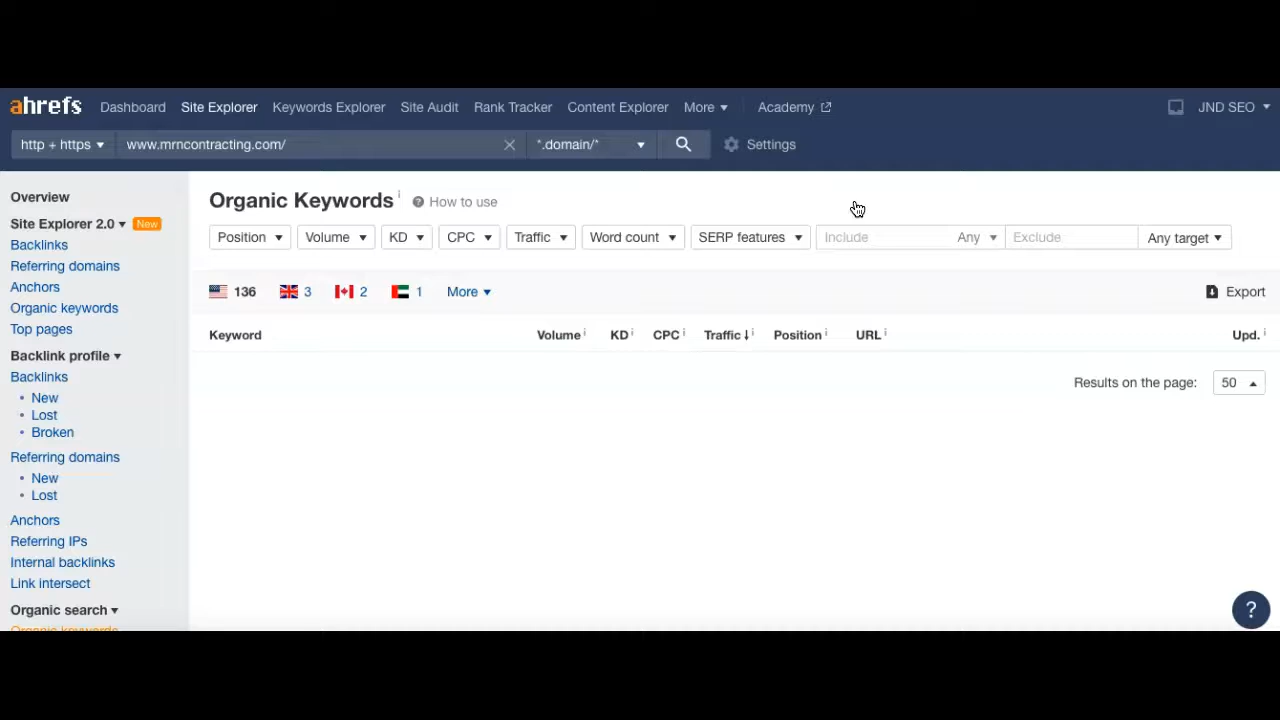 ahrefs Dashboard Site Explorer Keywords Explorer Site Audit Rank Tracker Content Explorer More Academy JND SEO
http + https www.mrncontracting.com/ *.domain/* Settings
Overview
Site Explorer 2.0 New
Backlinks
Referring domains
Anchors
Organic keywords
Top pages
Backlink profile
Backlinks
• New
• Lost
• Broken
Referring domains
• New
• Lost
Anchors
Referring IPs
Internal backlinks
Link intersect
Organic search
Organic keywords
Organic Keywords i ? How to use
Position Volume KD CPC Traffic Word count SERP features Include Any Exclude Any target
136 3 2 1 More Export
Keyword Volume i KD i CPC i Traffic ↓ i Position i URL i Upd. i
Results on the page: 50
?